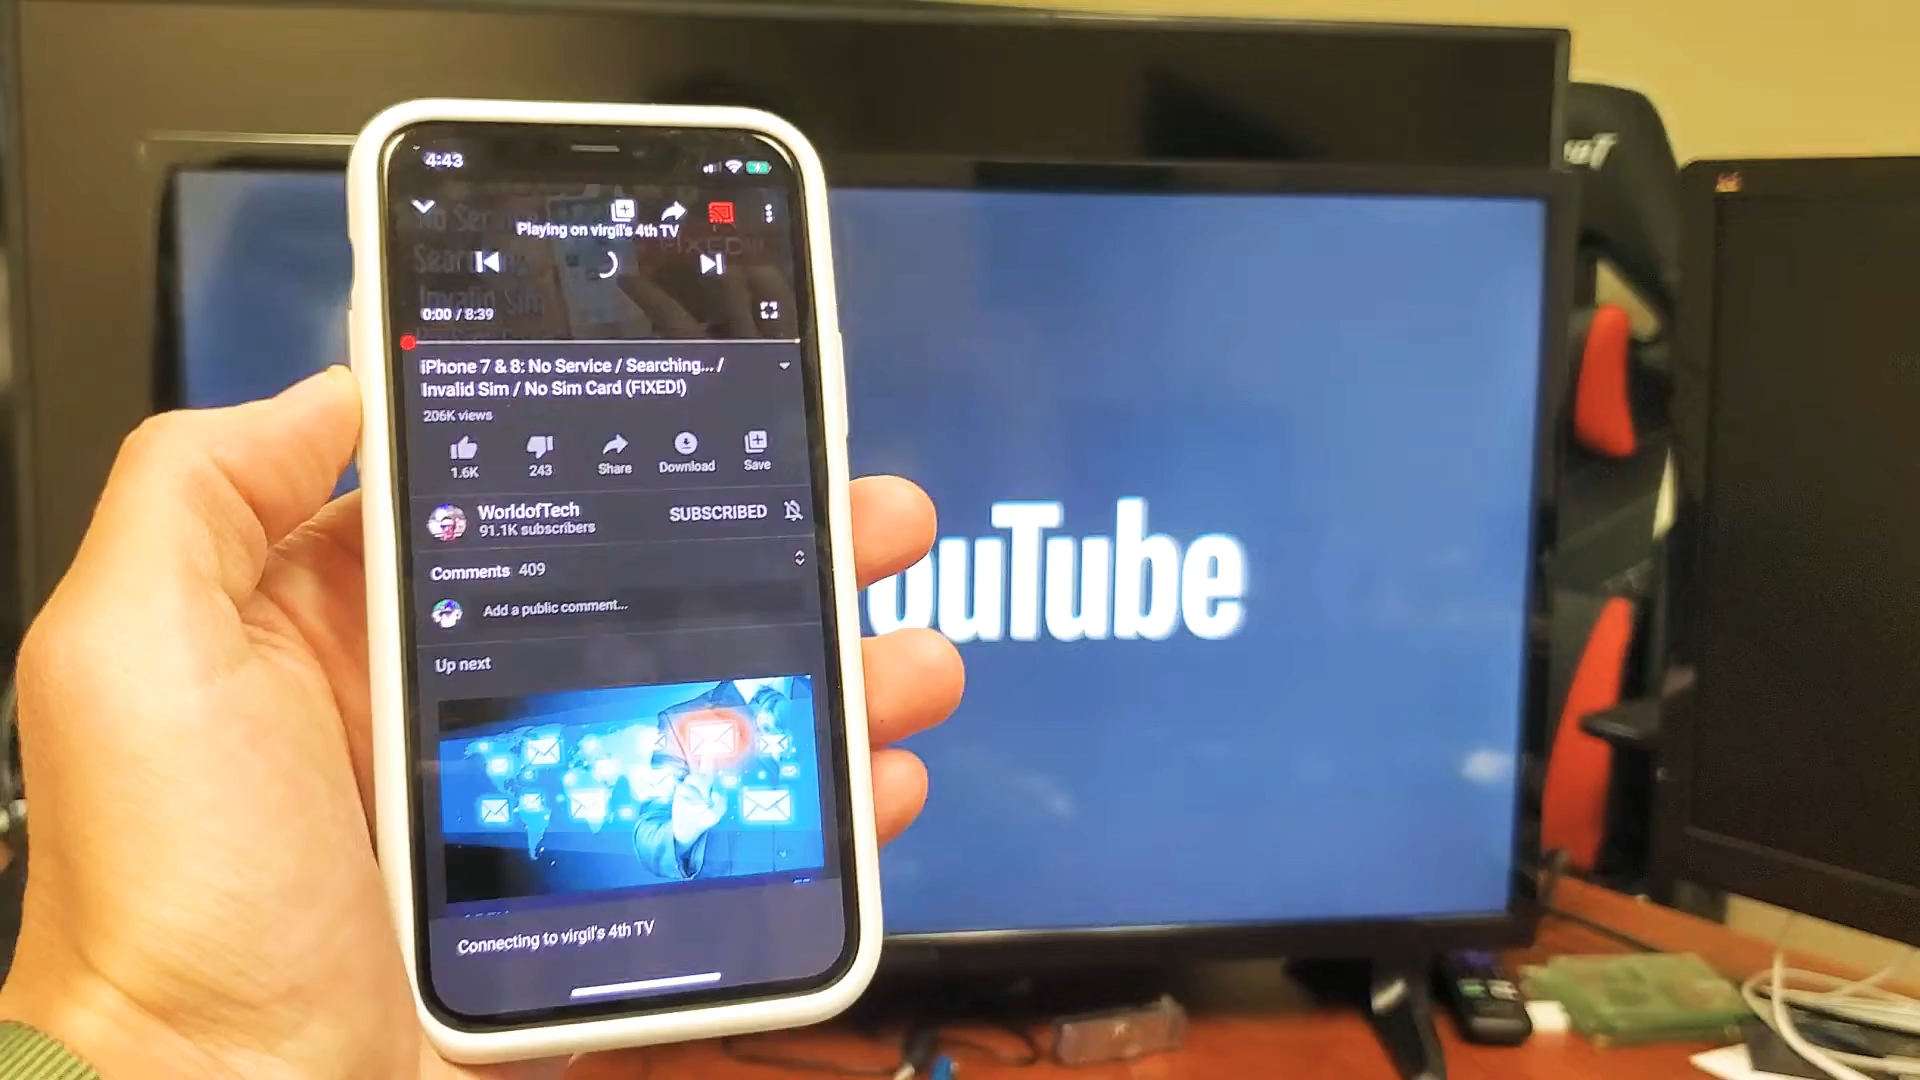 4:43
Playing on virgil's 4th TV
0:00 / 8:39
iPhone 7 & 8: No Service / Searching... /
Invalid Sim / No Sim Card (FIXED!)
206K views
1.6K 243 Share Download Save
WorldofTech
91.1K subscribers
SUBSCRIBED
Comments 409
Add a public comment...
Up next
Connecting to virgil's 4th TV
ouTube